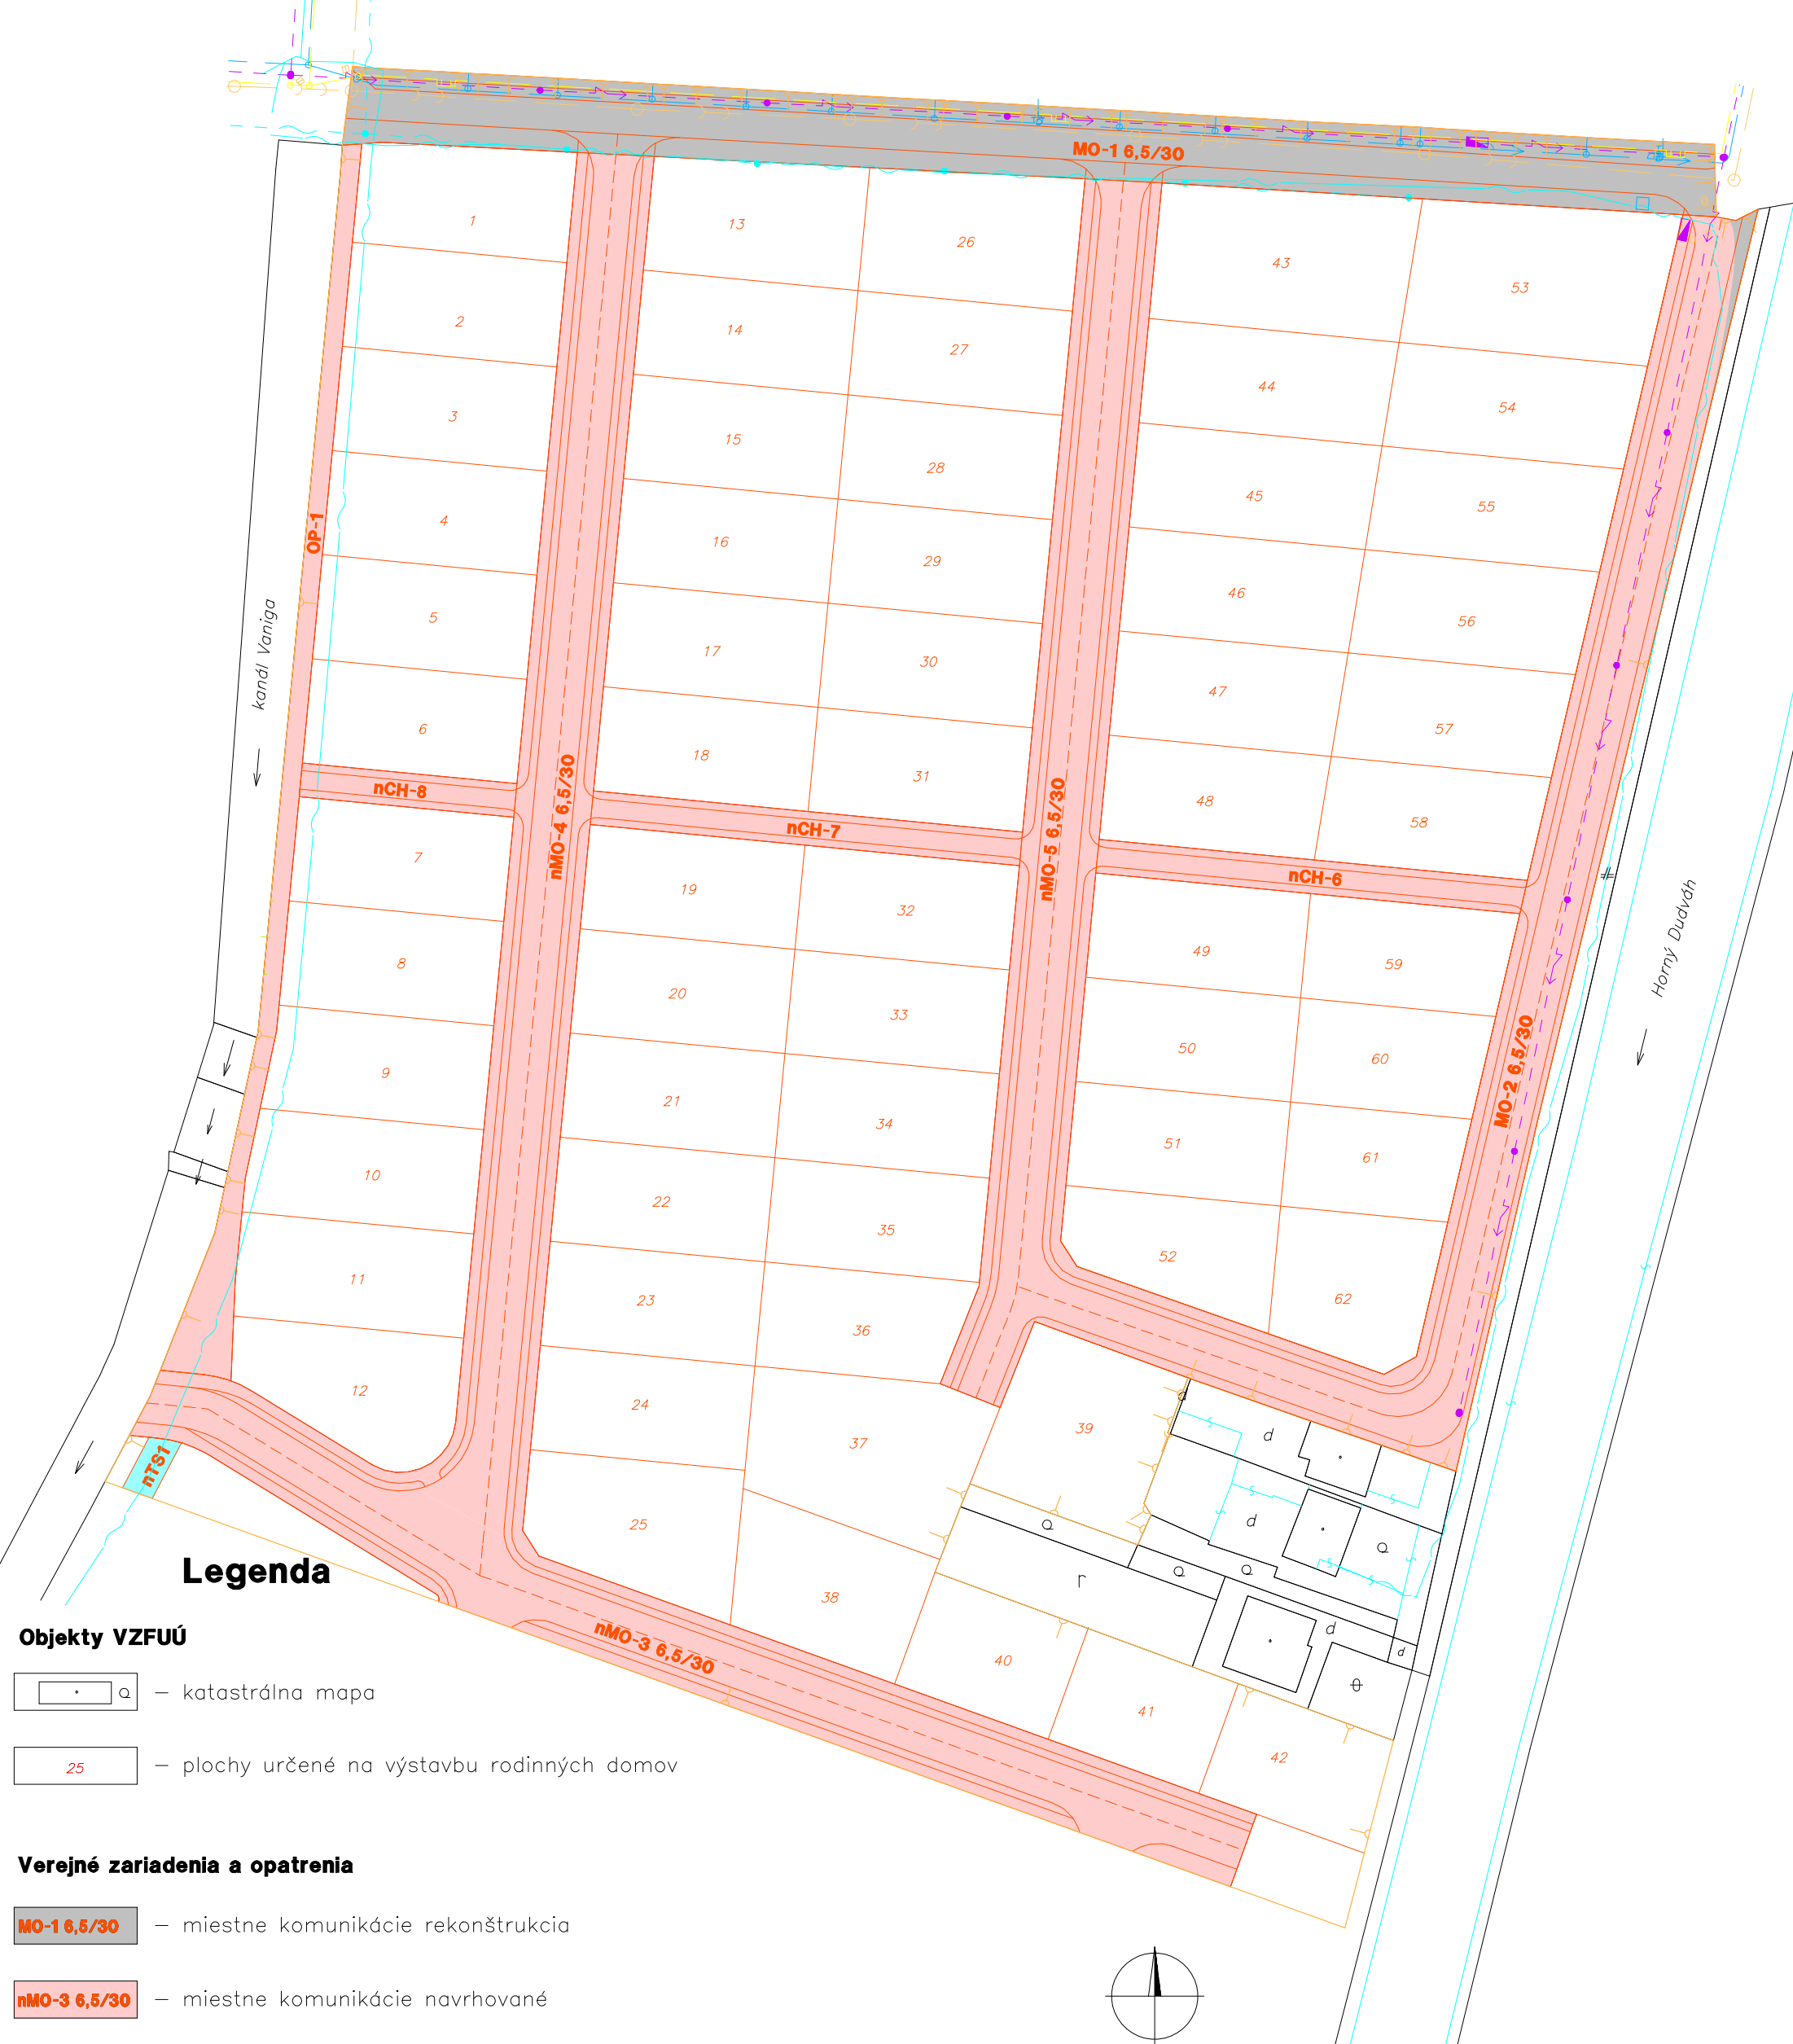 MO-1 6,5/30
1
13
26
43
53
2
14
27
44
54
3
15
28
45
55
OP-1
4
16
29
46
56
kanál Vaniga
5
17
30
47
57
6
18
31
48
58
nCH-8
nMO-4 6,5/30
nCH-7
nMO-5 6,5/30
nCH-6
7
19
32
49
59
Horný Dudváh
8
20
33
50
60
MO-2 6,5/30
9
21
34
51
61
10
22
35
52
62
11
23
36
12
24
37
39
d
nTS1
25
38
d
d
d
40
41
42
nMO-3 6,5/30
Legenda
Objekty VZFUÚ
– katastrálna mapa
25 – plochy určené na výstavbu rodinných domov
Verejné zariadenia a opatrenia
MO-1 6,5/30 – miestne komunikácie rekonštrukcia
nMO-3 6,5/30 – miestne komunikácie navrhované